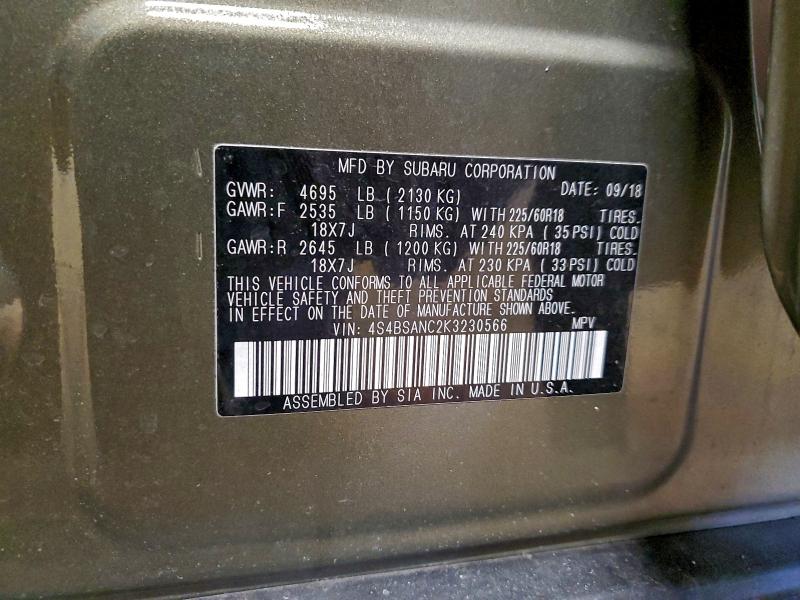 MFD BY SUBARU CORPORATION
GVWR: 4695 LB ( 2130 KG) DATE: 09/18
GAWR:F 2535 LB ( 1150 KG) WITH 225/60R18 TIRES.
18X7J RIMS. AT 240 KPA ( 35 PSI) COLD
GAWR:R 2645 LB ( 1200 KG) WITH 225/60R18 TIRES.
18X7J RIMS. AT 230 KPA ( 33 PSI) COLD
THIS VEHICLE CONFORMS TO ALL APPLICABLE FEDERAL MOTOR
VEHICLE SAFETY AND THEFT PREVENTION STANDARDS
IN EFFECT ON THE DATE OF MANUFACTURE SHOWN ABOVE.
VIN: 4S4BSANC2K3230566 MPV
ASSEMBLED BY SIA INC. MADE IN U.S.A.